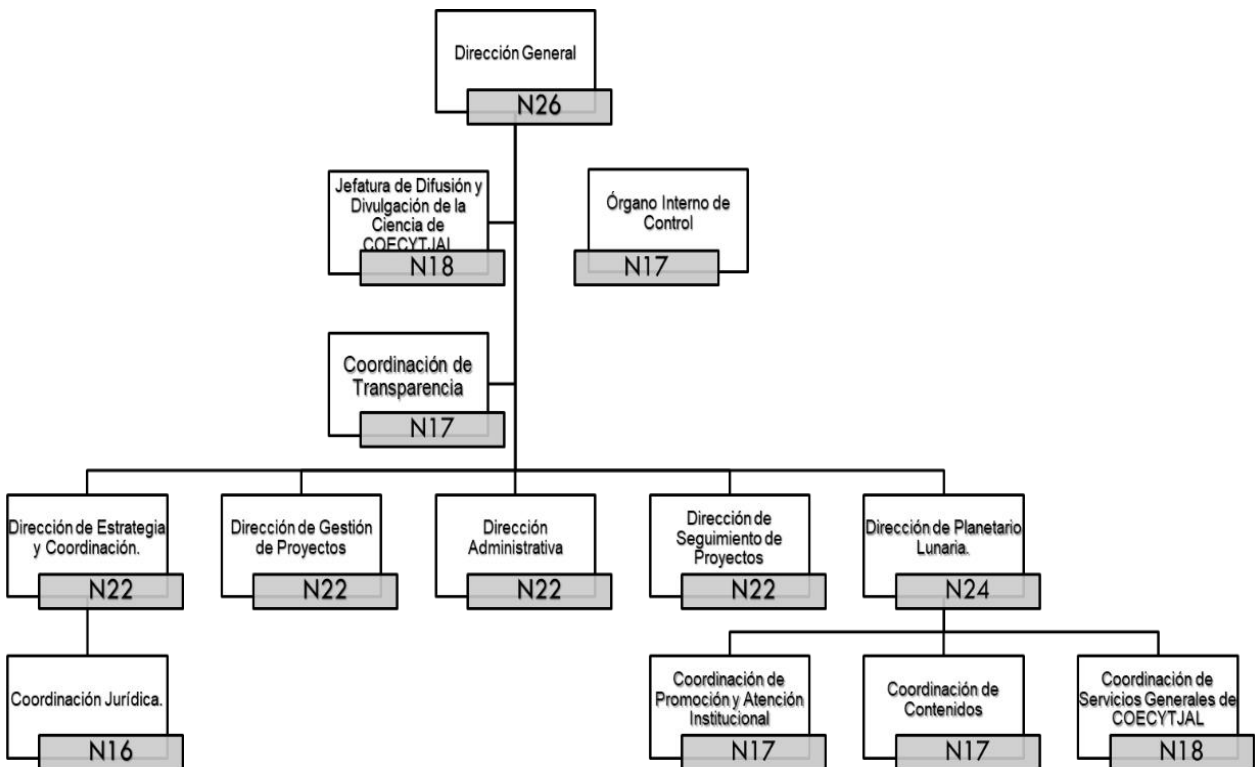 Dirección General
N26
Jefatura de Difusión y
Divulgación de la
Ciencia de
COECYTJAL
N18
Órgano Interno de
Control
N17
Coordinación de
Transparencia
N17
Dirección de Estrategia
y Coordinación.
N22
Dirección de Gestión
de Proyectos
N22
Dirección
Administrativa
N22
Dirección de
Seguimiento de
Proyectos
N22
Dirección de Planetario
Lunaria.
N24
Coordinación Jurídica.
N16
Coordinación de
Promoción y Atención
Institucional
N17
Coordinación de
Contenidos
N17
Coordinación de
Servicios Generales de
COECYTJAL
N18